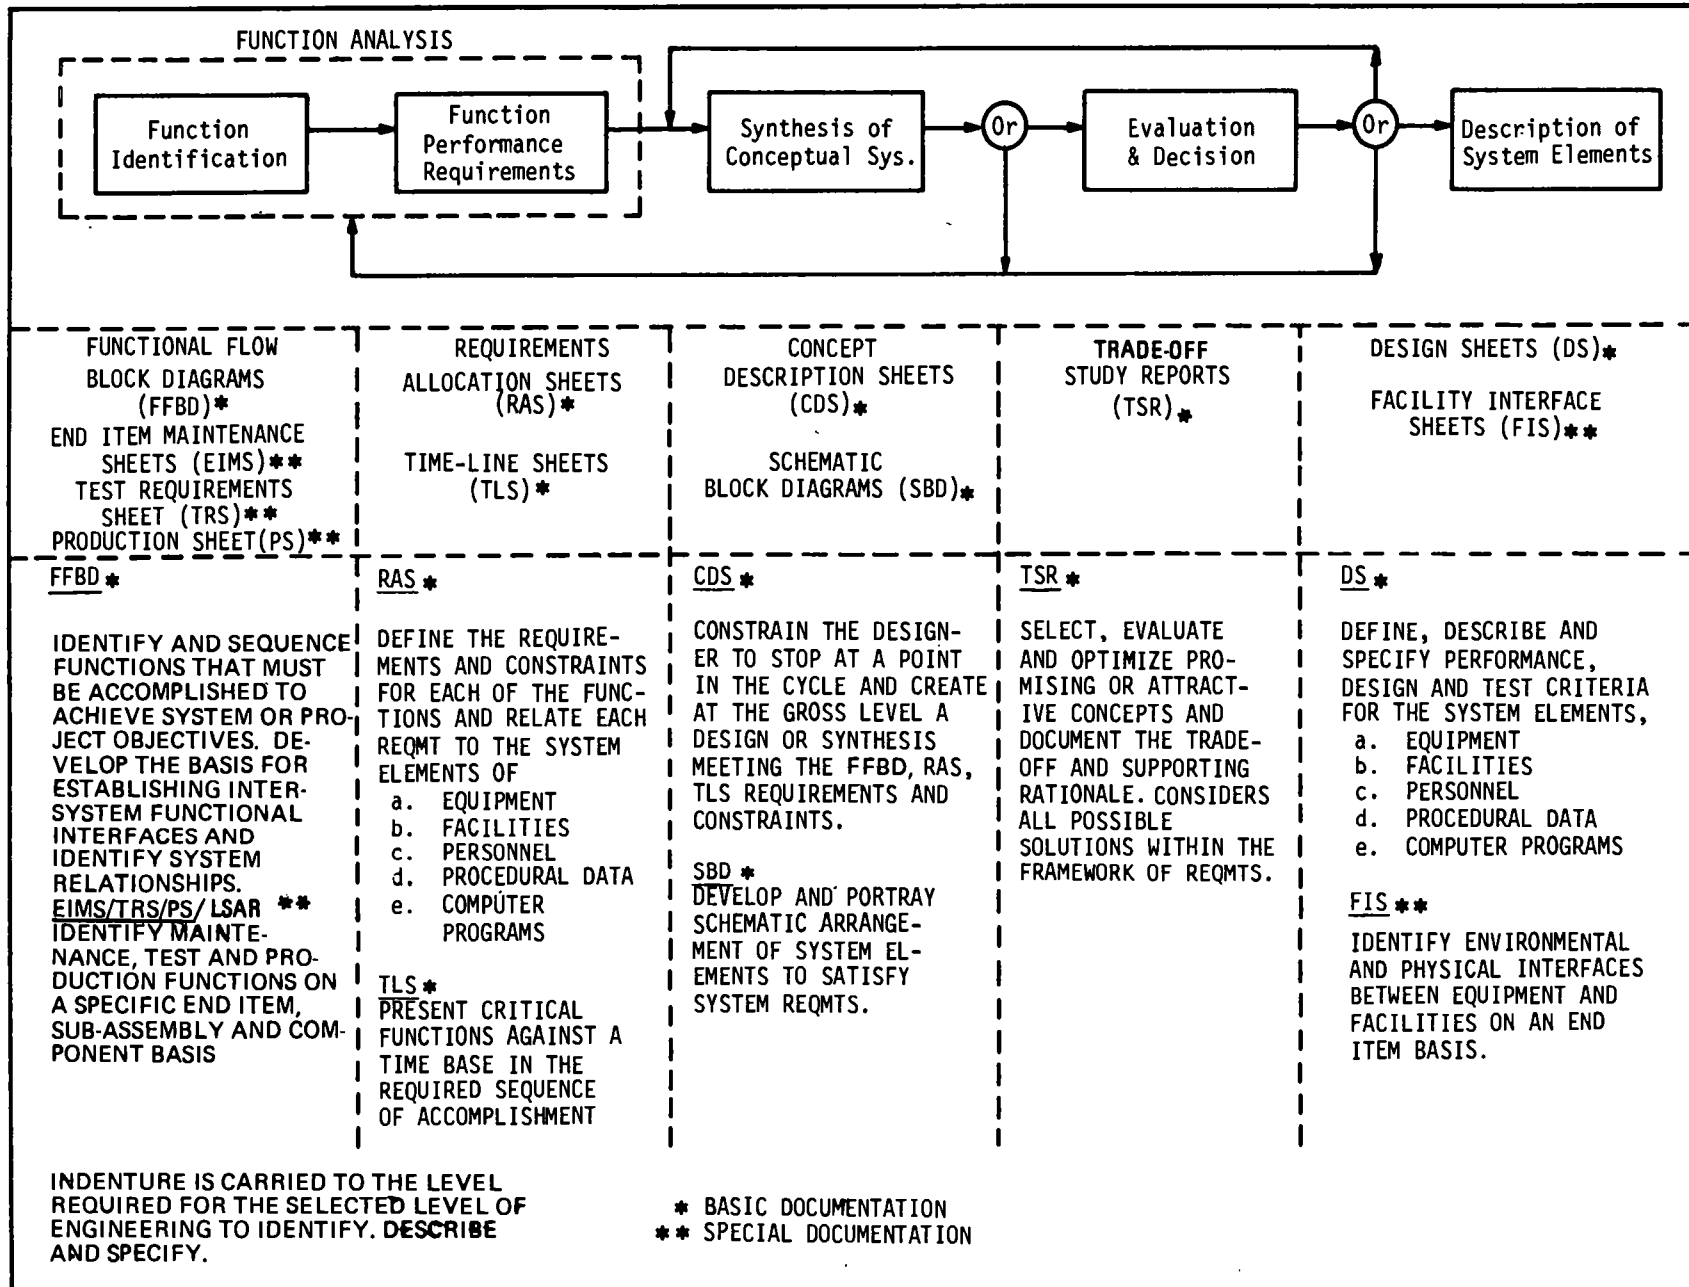 FUNCTION ANALYSIS
Function
Identification
Function
Performance
Requirements
Synthesis of
Conceptual Sys.
Or
Evaluation
& Decision
Or
Description of
System Elements
FUNCTIONAL FLOW
BLOCK DIAGRAMS
(FFBD)*
END ITEM MAINTENANCE
SHEETS (EIMS)**
TEST REQUIREMENTS
SHEET (TRS)**
PRODUCTION SHEET(PS)**
REQUIREMENTS
ALLOCATION SHEETS
(RAS)*
TIME-LINE SHEETS
(TLS)*
CONCEPT
DESCRIPTION SHEETS
(CDS)*
SCHEMATIC
BLOCK DIAGRAMS (SBD)*
TRADE-OFF
STUDY REPORTS
(TSR)*
DESIGN SHEETS (DS)*
FACILITY INTERFACE
SHEETS (FIS)**
FFBD*
IDENTIFY AND SEQUENCE
FUNCTIONS THAT MUST
BE ACCOMPLISHED TO
ACHIEVE SYSTEM OR PRO-
JECT OBJECTIVES. DE-
VELOP THE BASIS FOR
ESTABLISHING INTER-
SYSTEM FUNCTIONAL
INTERFACES AND
IDENTIFY SYSTEM
RELATIONSHIPS.
EIMS/TRS/PS/LSAR **
IDENTIFY MAINTE-
NANCE, TEST AND PRO-
DUCTION FUNCTIONS ON
A SPECIFIC END ITEM,
SUB-ASSEMBLY AND COM-
PONENT BASIS
RAS*
DEFINE THE REQUIRE-
MENTS AND CONSTRAINTS
FOR EACH OF THE FUNC-
TIONS AND RELATE EACH
REQMT TO THE SYSTEM
ELEMENTS OF
a. EQUIPMENT
b. FACILITIES
c. PERSONNEL
d. PROCEDURAL DATA
e. COMPUTER
PROGRAMS
TLS*
PRESENT CRITICAL
FUNCTIONS AGAINST A
TIME BASE IN THE
REQUIRED SEQUENCE
OF ACCOMPLISHMENT
CDS*
CONSTRAIN THE DESIGN-
ER TO STOP AT A POINT
IN THE CYCLE AND CREATE
AT THE GROSS LEVEL A
DESIGN OR SYNTHESIS
MEETING THE FFBD, RAS,
TLS REQUIREMENTS AND
CONSTRAINTS.
SBD*
DEVELOP AND PORTRAY
SCHEMATIC ARRANGE-
MENT OF SYSTEM EL-
EMENTS TO SATISFY
SYSTEM REQMTS.
TSR*
SELECT, EVALUATE
AND OPTIMIZE PRO-
MISING OR ATTRACT-
IVE CONCEPTS AND
DOCUMENT THE TRADE-
OFF AND SUPPORTING
RATIONALE. CONSIDERS
ALL POSSIBLE
SOLUTIONS WITHIN THE
FRAMEWORK OF REQMTS.
DS*
DEFINE, DESCRIBE AND
SPECIFY PERFORMANCE,
DESIGN AND TEST CRITERIA
FOR THE SYSTEM ELEMENTS,
a. EQUIPMENT
b. FACILITIES
c. PERSONNEL
d. PROCEDURAL DATA
e. COMPUTER PROGRAMS
FIS**
IDENTIFY ENVIRONMENTAL
AND PHYSICAL INTERFACES
BETWEEN EQUIPMENT AND
FACILITIES ON AN END
ITEM BASIS.
INDENTURE IS CARRIED TO THE LEVEL
REQUIRED FOR THE SELECTED LEVEL OF
ENGINEERING TO IDENTIFY. DESCRIBE
AND SPECIFY.
* BASIC DOCUMENTATION
** SPECIAL DOCUMENTATION